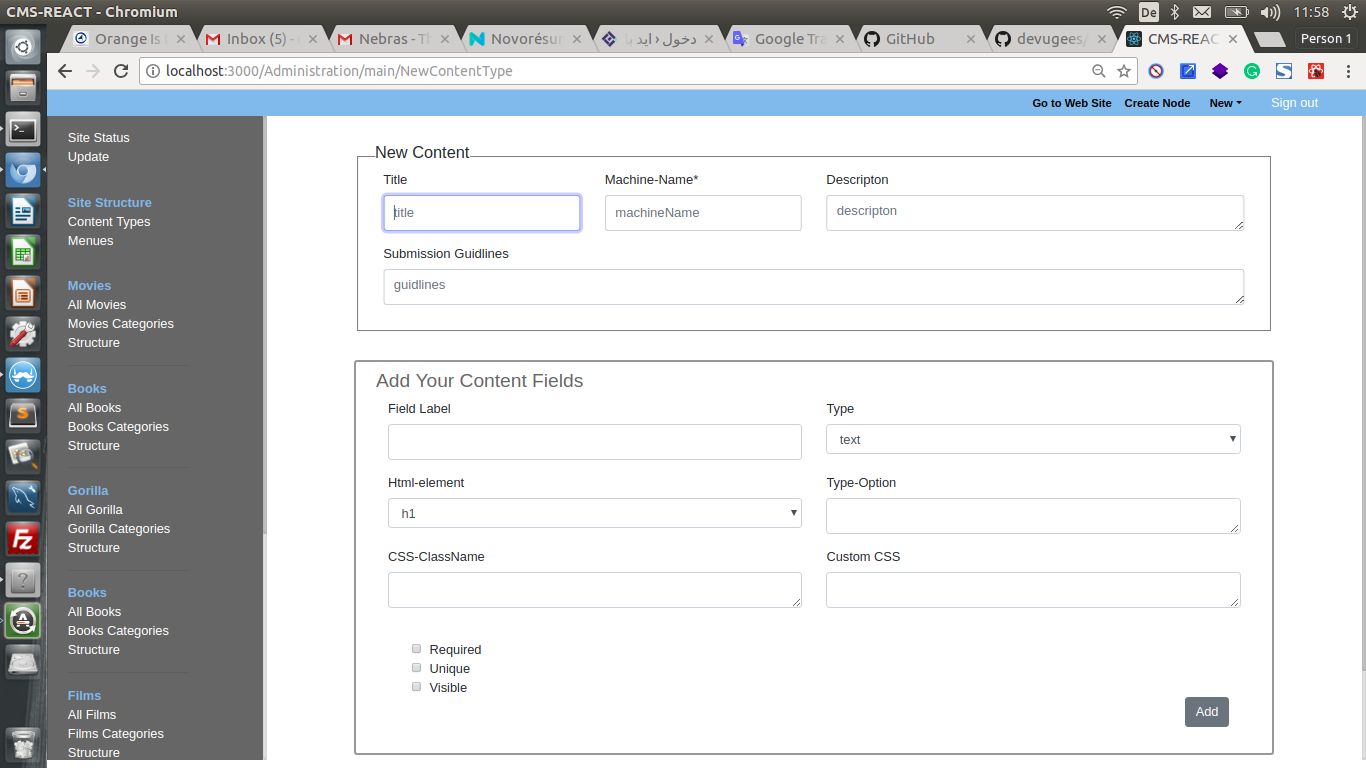 CMS-REACT - Chromium
De
11:58
Orange Is
Inbox (5) -
Nebras - Th
Novorésum
دخول › دايد با
Google Tra
GitHub
devugees/
CMS-REAC
Person 1
localhost:3000/Administration/main/NewContentType
Go to Web Site
Create Node
New
Sign out
Site Status
Update
Site Structure
Content Types
Menues
Movies
All Movies
Movies Categories
Structure
Books
All Books
Books Categories
Structure
Gorilla
All Gorilla
Gorilla Categories
Structure
Books
All Books
Books Categories
Structure
Films
All Films
Films Categories
Structure
New Content
Title
Machine-Name*
Descripton
title
machineName
descripton
Submission Guidlines
guidlines
Add Your Content Fields
Field Label
Type
text
Html-element
Type-Option
h1
CSS-ClassName
Custom CSS
Required
Unique
Visible
Add